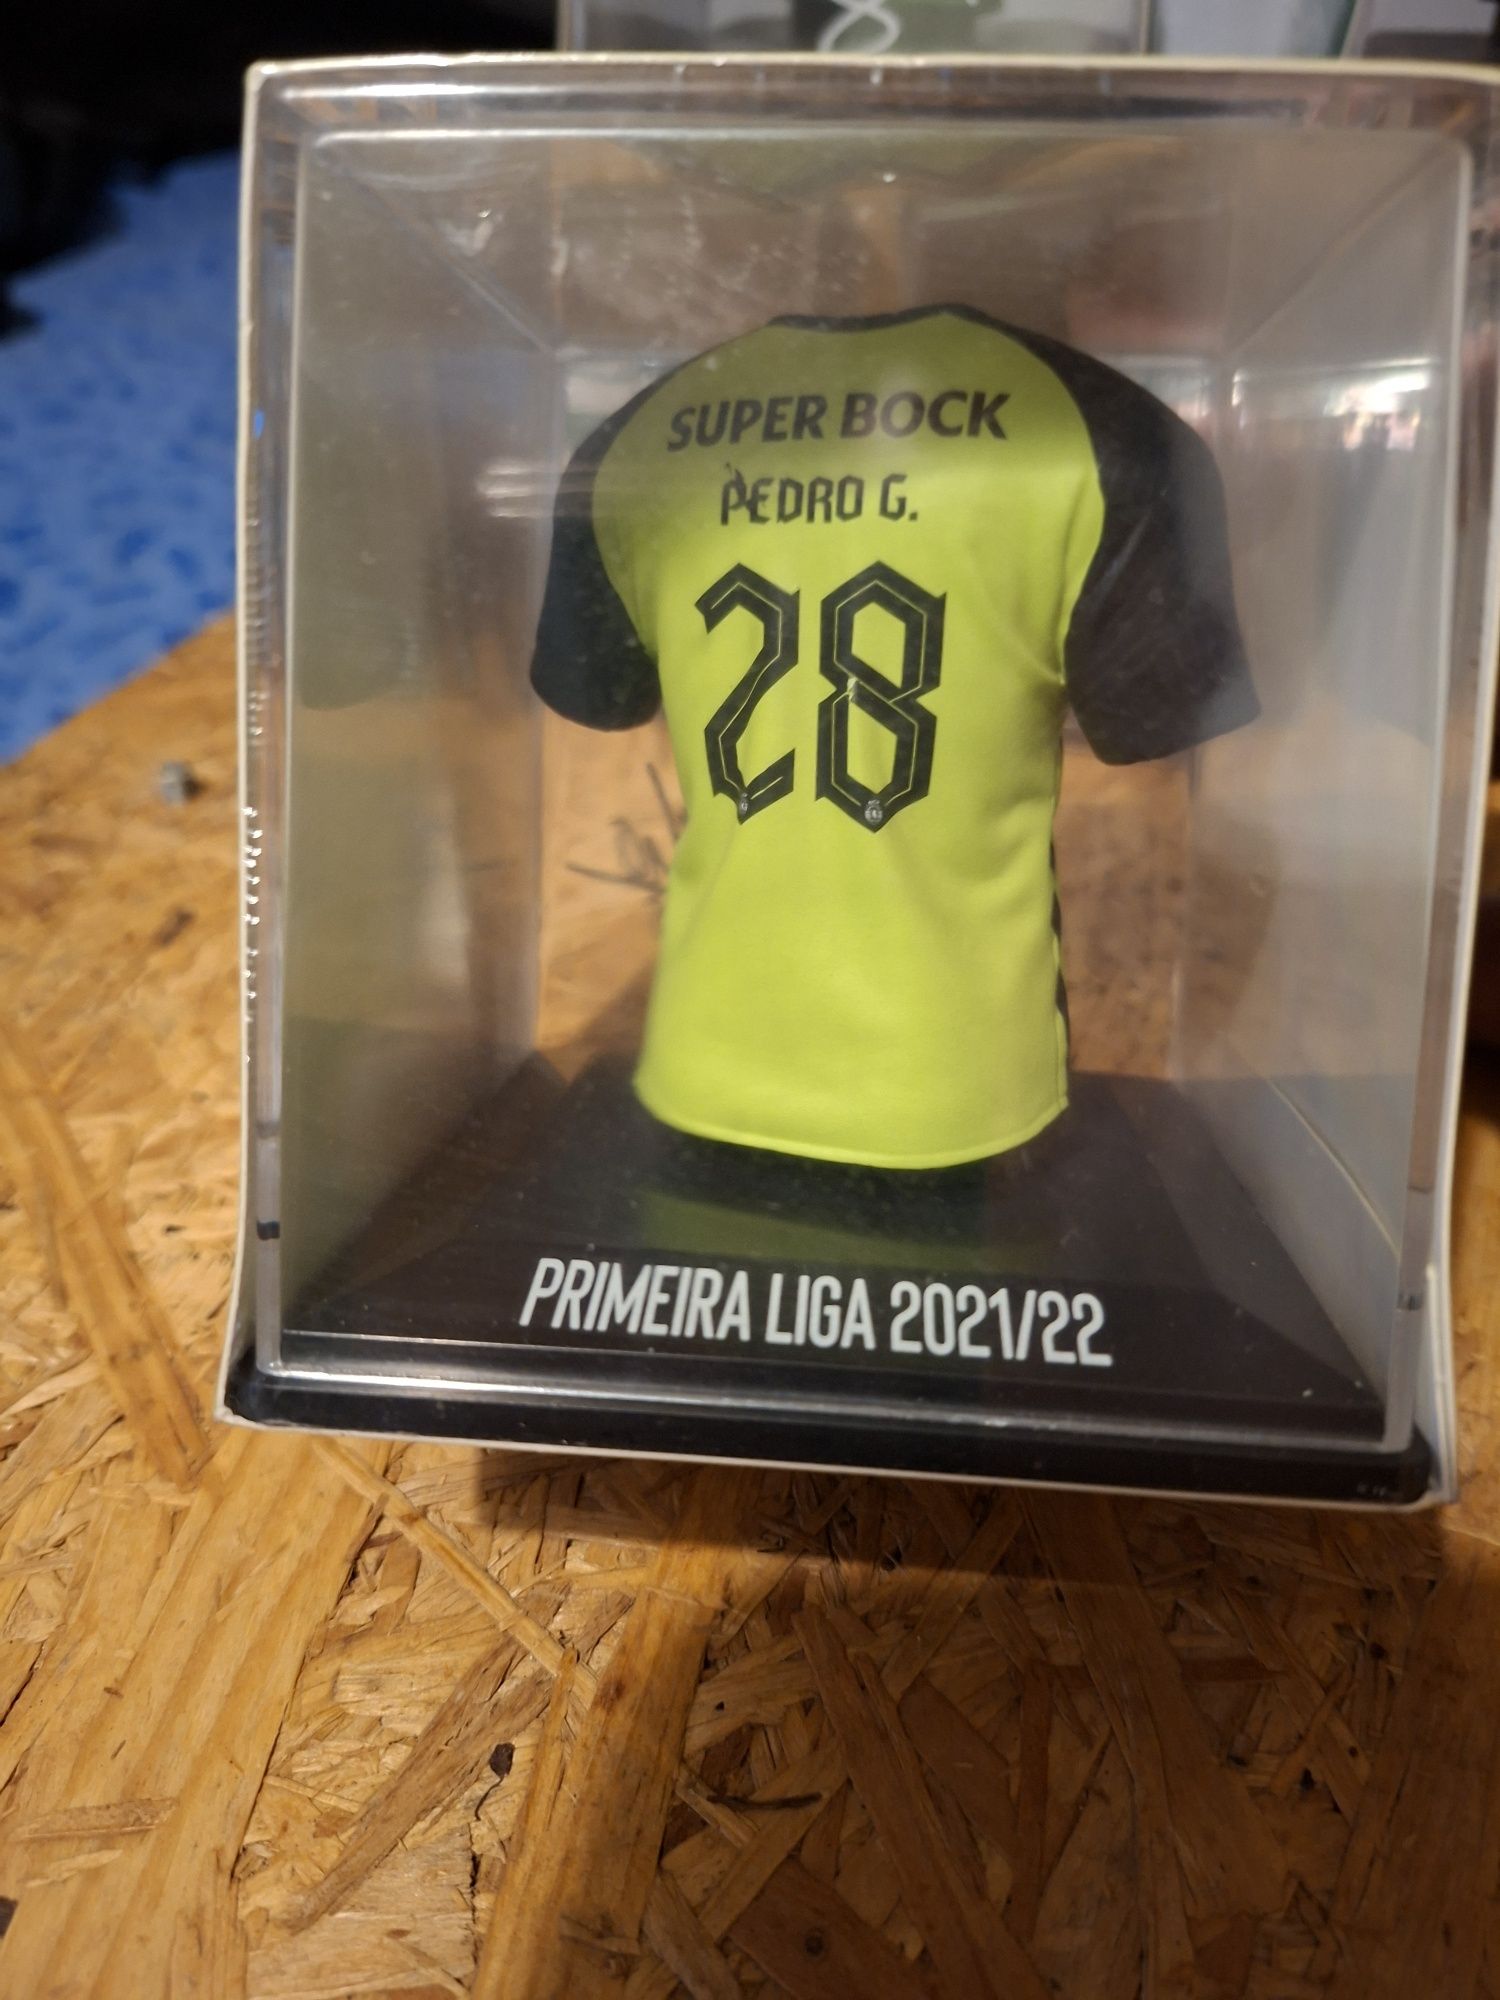 SUPER BOCK
PEDRO G.
28
PRIMEIRA LIGA 2021/22